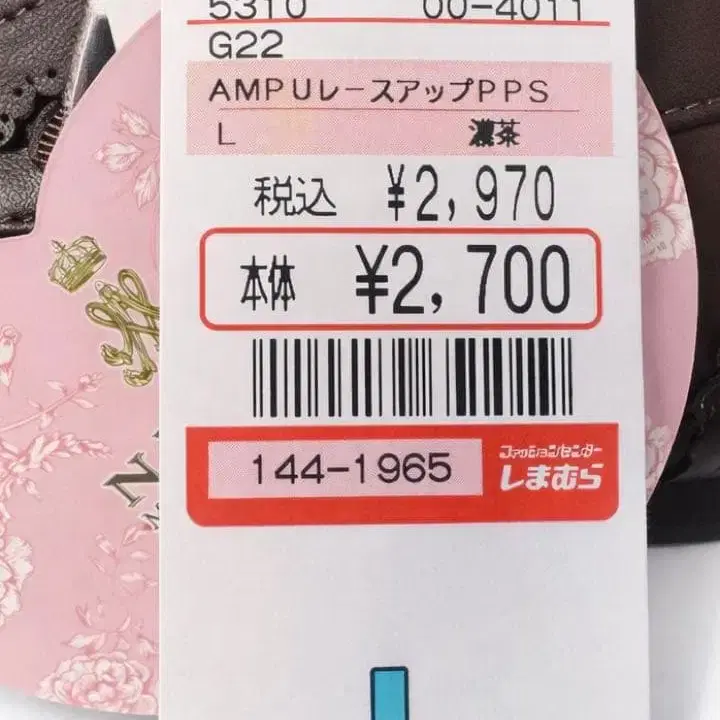 5310 00-4011
G22
AMPUレースアップPPS
L 濃茶
税込 ¥2,970
本体 ¥2,700
144-1965
ファッションセンター
しまむら